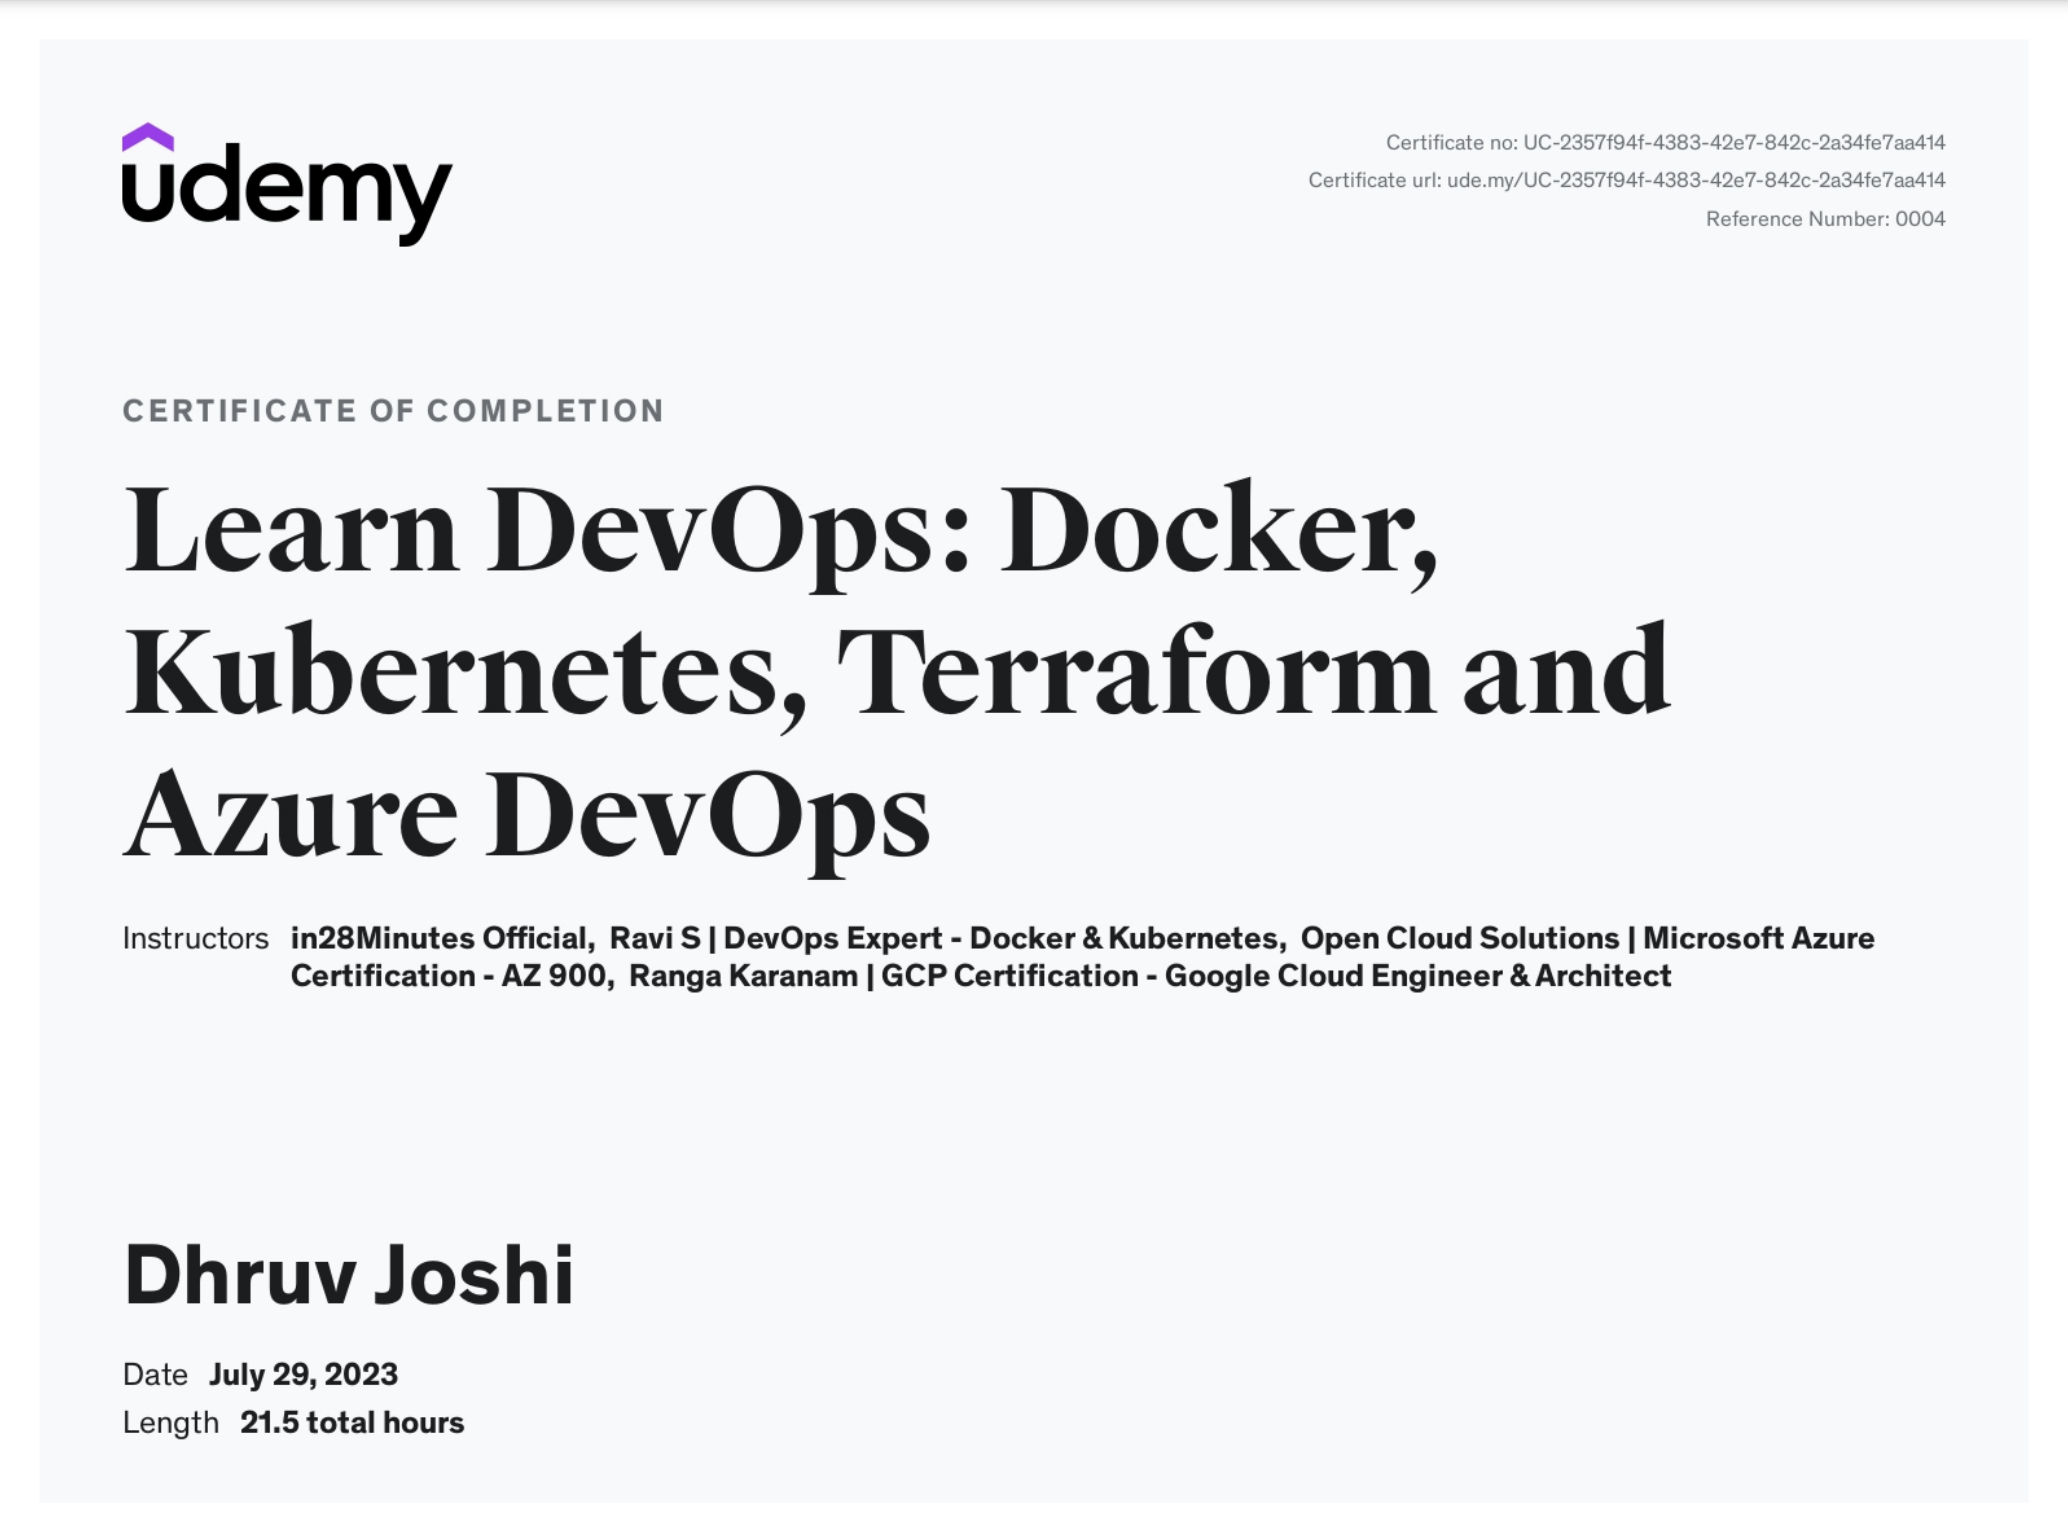 udemy
Certificate no: UC-2357f94f-4383-42e7-842c-2a34fe7aa414
Certificate url: ude.my/UC-2357f94f-4383-42e7-842c-2a34fe7aa414
Reference Number: 0004
CERTIFICATE OF COMPLETION
Learn DevOps: Docker,
Kubernetes, Terraform and
Azure DevOps
Instructors in28Minutes Official, Ravi S | DevOps Expert - Docker & Kubernetes, Open Cloud Solutions | Microsoft Azure
Certification - AZ 900, Ranga Karanam | GCP Certification - Google Cloud Engineer & Architect
Dhruv Joshi
Date July 29, 2023
Length 21.5 total hours